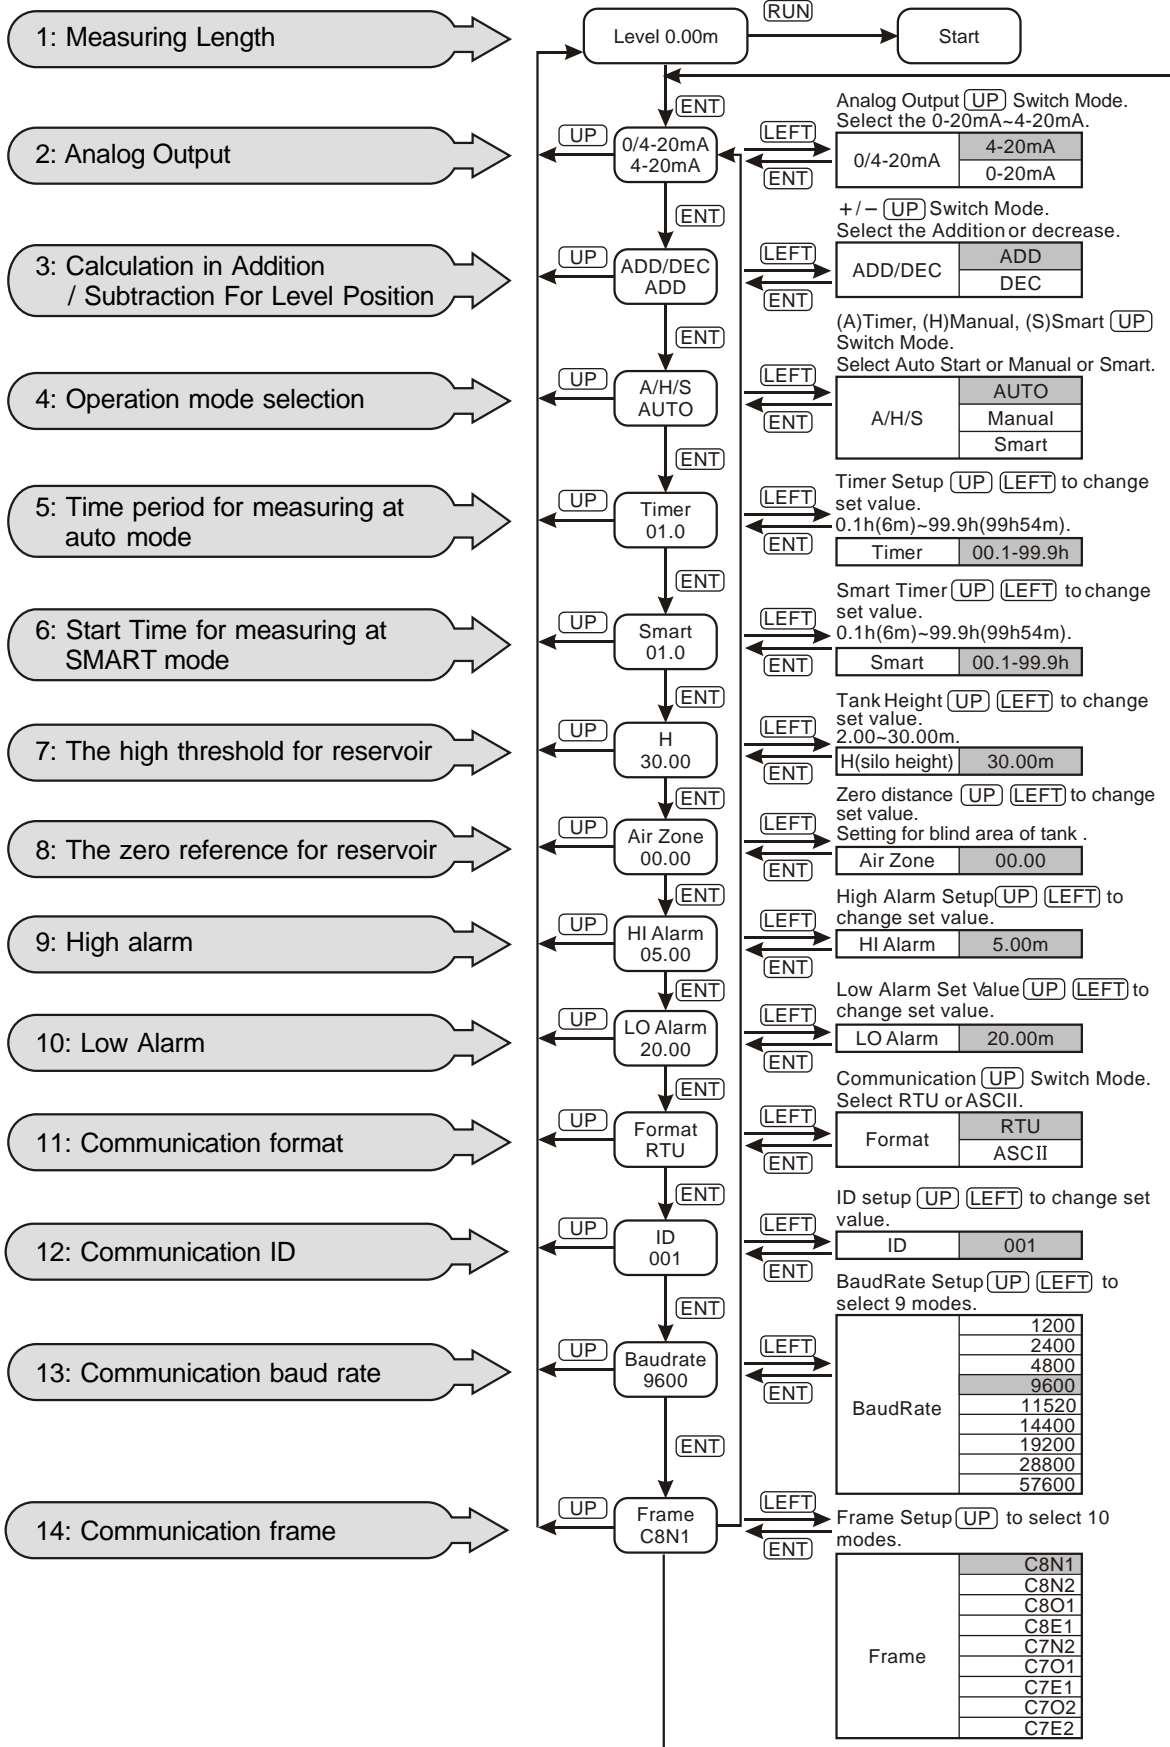 1: Measuring Length
Level 0.00m
RUN
Start
ENT
2: Analog Output
UP
0/4-20mA
4-20mA
LEFT
ENT
Analog Output UP Switch Mode.
Select the 0-20mA~4-20mA.
0/4-20mA
4-20mA
0-20mA
ENT
3: Calculation in Addition
/ Subtraction For Level Position
UP
ADD/DEC
ADD
LEFT
ENT
+/- UP Switch Mode.
Select the Addition or decrease.
ADD/DEC
ADD
DEC
ENT
4: Operation mode selection
UP
A/H/S
AUTO
LEFT
ENT
(A)Timer, (H)Manual, (S)Smart UP
Switch Mode.
Select Auto Start or Manual or Smart.
A/H/S
AUTO
Manual
Smart
ENT
5: Time period for measuring at
auto mode
UP
Timer
01.0
LEFT
ENT
Timer Setup UP LEFT to change
set value.
0.1h(6m)~99.9h(99h54m).
Timer 00.1-99.9h
ENT
6: Start Time for measuring at
SMART mode
UP
Smart
01.0
LEFT
ENT
Smart Timer UP LEFT to change
set value.
0.1h(6m)~99.9h(99h54m).
Smart 00.1-99.9h
ENT
7: The high threshold for reservoir
UP
H
30.00
LEFT
ENT
Tank Height UP LEFT to change
set value.
2.00~30.00m.
H(silo height) 30.00m
ENT
8: The zero reference for reservoir
UP
Air Zone
00.00
LEFT
ENT
Zero distance UP LEFT to change
set value.
Setting for blind area of tank .
Air Zone 00.00
ENT
9: High alarm
UP
HI Alarm
05.00
LEFT
ENT
High Alarm Setup UP LEFT to
change set value.
HI Alarm 5.00m
ENT
10: Low Alarm
UP
LO Alarm
20.00
LEFT
ENT
Low Alarm Set Value UP LEFT to
change set value.
LO Alarm 20.00m
ENT
11: Communication format
UP
Format
RTU
LEFT
ENT
Communication UP Switch Mode.
Select RTU or ASCII.
Format
RTU
ASCII
ENT
12: Communication ID
UP
ID
001
LEFT
ENT
ID setup UP LEFT to change set
value.
ID 001
ENT
13: Communication baud rate
UP
Baudrate
9600
LEFT
ENT
BaudRate Setup UP LEFT to
select 9 modes.
BaudRate
1200
2400
4800
9600
11520
14400
19200
28800
57600
ENT
14: Communication frame
UP
Frame
C8N1
LEFT
ENT
Frame Setup UP to select 10
modes.
Frame
C8N1
C8N2
C8O1
C8E1
C7N2
C7O1
C7E1
C7O2
C7E2